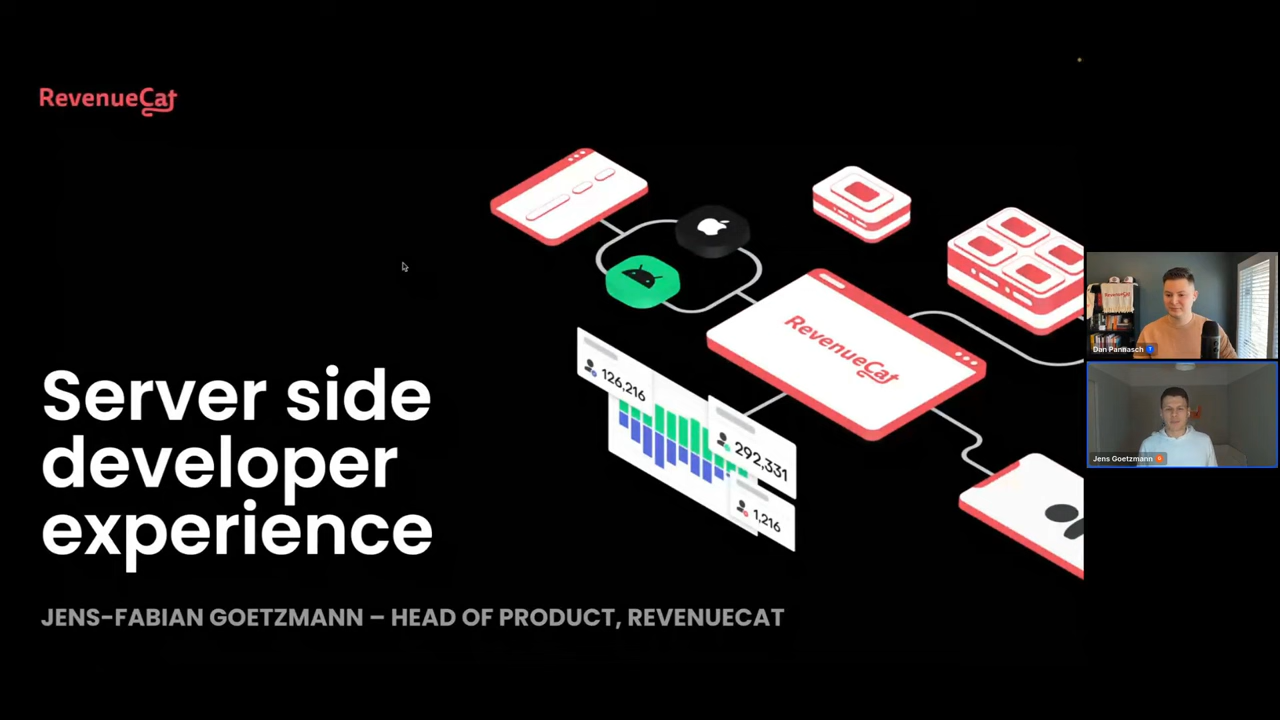 RevenueCat
Server side
developer
experience
JENS-FABIAN GOETZMANN – HEAD OF PRODUCT, REVENUECAT
RevenueCat
126,216
292,331
1,216
Dan Pannasch
Jens Goetzmann